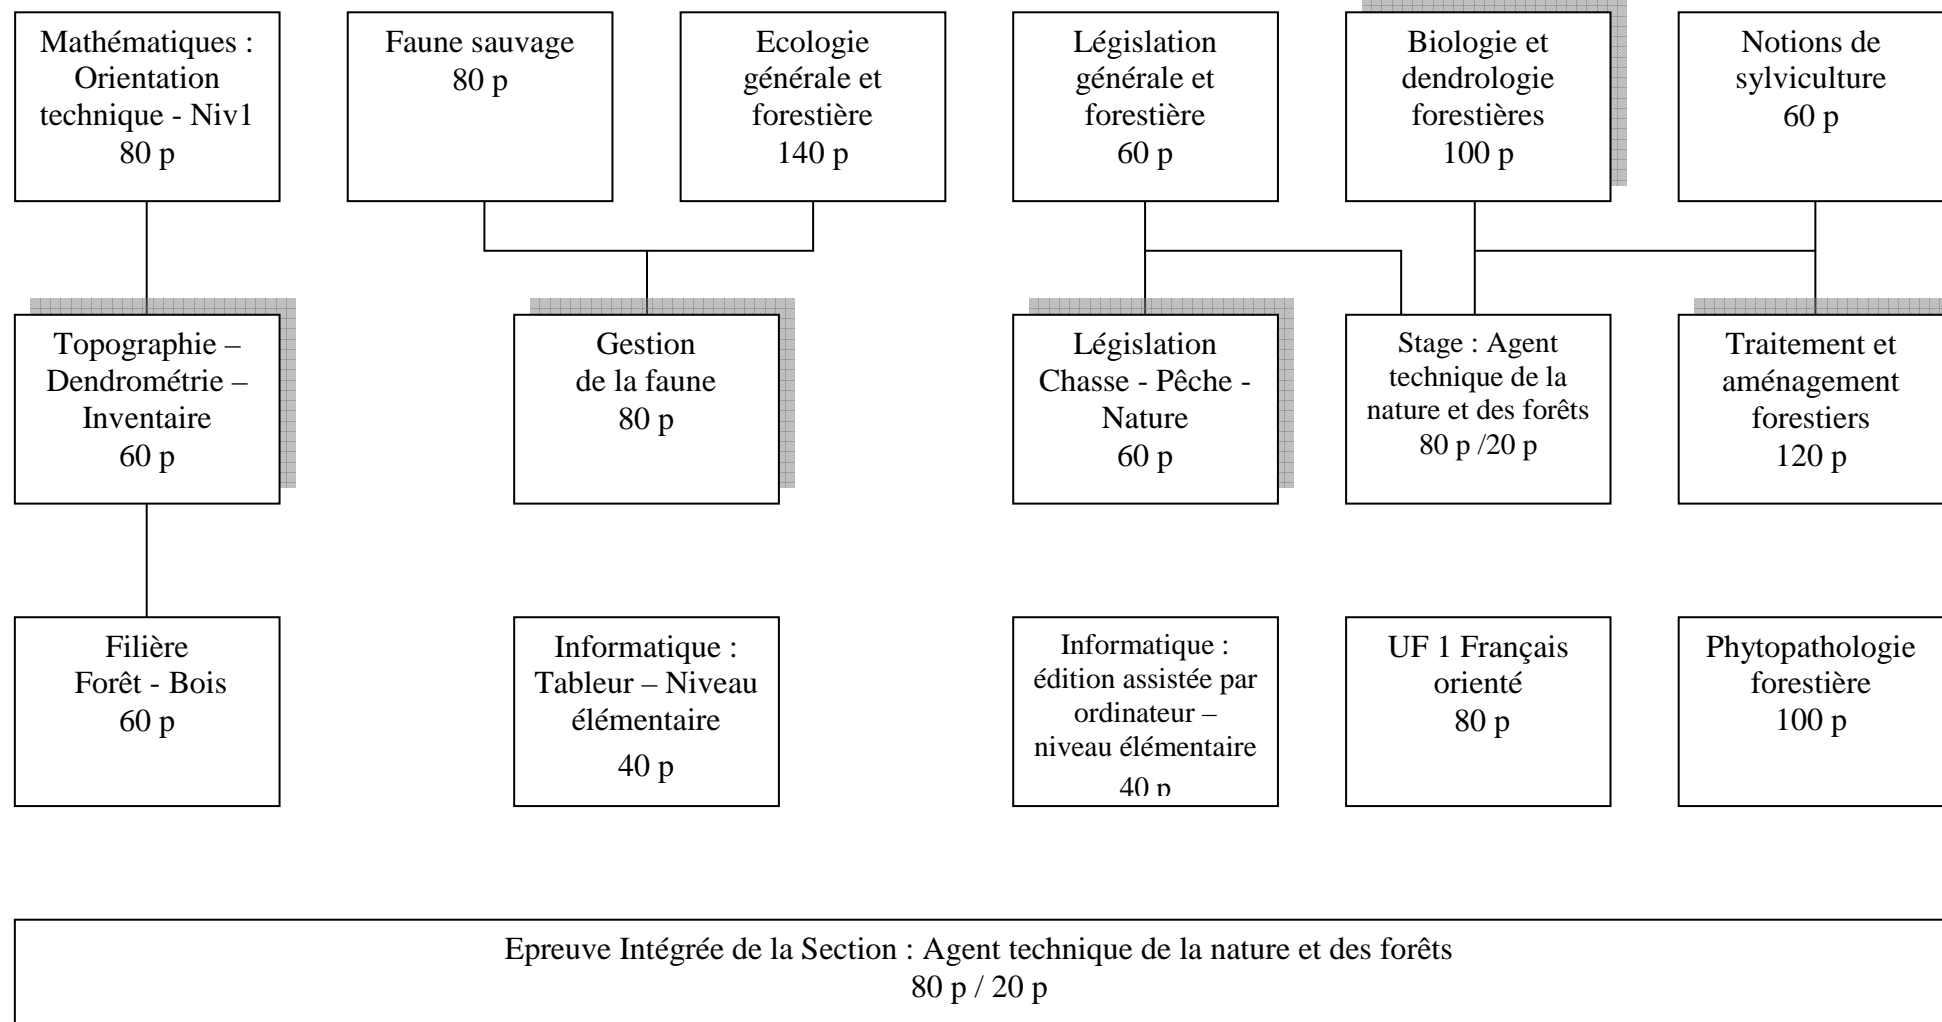 Mathématiques :
Orientation
technique - Niv1
80 p
Faune sauvage
80 p
Ecologie
générale et
forestière
140 p
Législation
générale et
forestière
60 p
Biologie et
dendrologie
forestières
100 p
Notions de
sylviculture
60 p
Topographie –
Dendrométrie –
Inventaire
60 p
Gestion
de la faune
80 p
Législation
Chasse - Pêche -
Nature
60 p
Stage : Agent
technique de la
nature et des forêts
80 p /20 p
Traitement et
aménagement
forestiers
120 p
Filière
Forêt - Bois
60 p
Informatique :
Tableur – Niveau
élémentaire
40 p
Informatique :
édition assistée par
ordinateur –
niveau élémentaire
40 p
UF 1 Français
orienté
80 p
Phytopathologie
forestière
100 p
Epreuve Intégrée de la Section : Agent technique de la nature et des forêts
80 p / 20 p